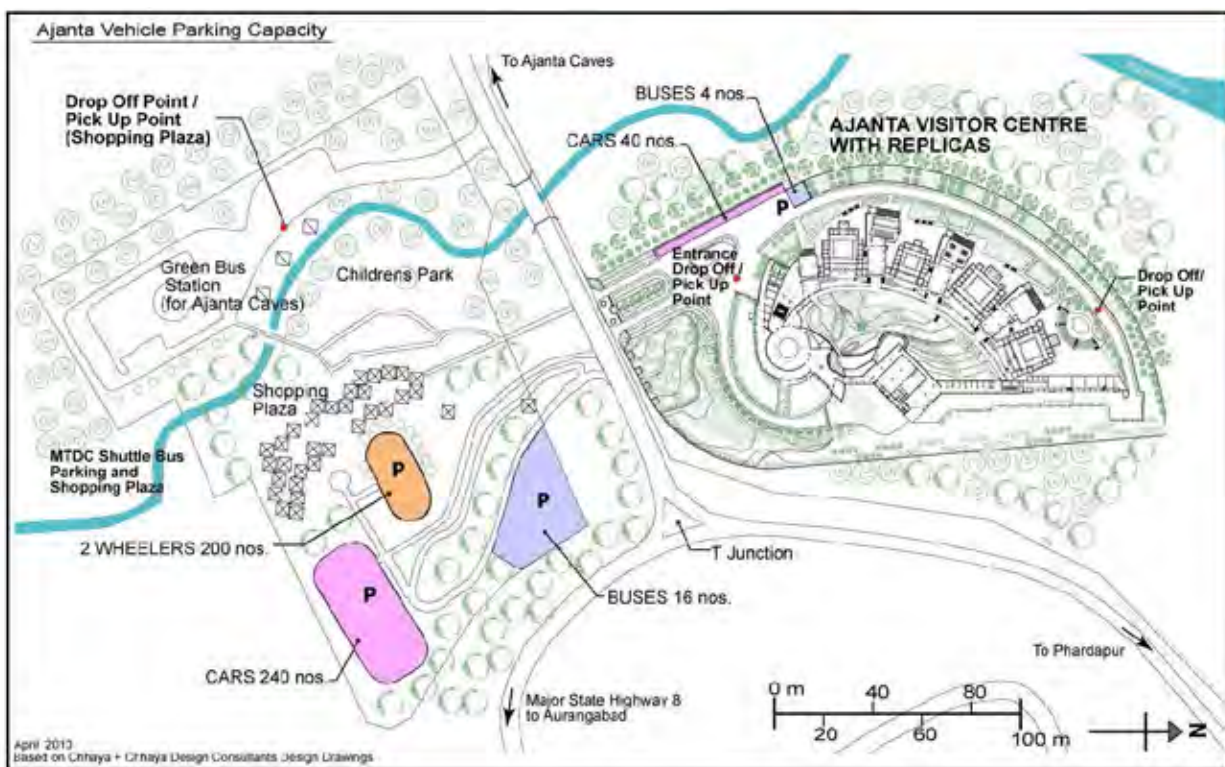 Ajanta Vehicle Parking Capacity
To Ajanta Caves
Drop Off Point /
Pick Up Point
(Shopping Plaza)
BUSES 4 nos.
CARS 40 nos.
AJANTA VISITOR CENTRE
WITH REPLICAS
P
Green Bus
Station
(for Ajanta Caves)
Childrens Park
Entrance
Drop Off /
Pick Up
Point
Drop Off/
Pick Up
Point
Shopping
Plaza
MTDC Shuttle Bus
Parking and
Shopping Plaza
P
P
2 WHEELERS 200 nos.
T Junction
P
BUSES 16 nos.
CARS 240 nos.
To Phardapur
Major State Highway 8
to Aurangabad
0 m 40 80
20 60 100 m
N
April 2013
Based on Chhaya + Chhaya Design Consultants Design Drawings